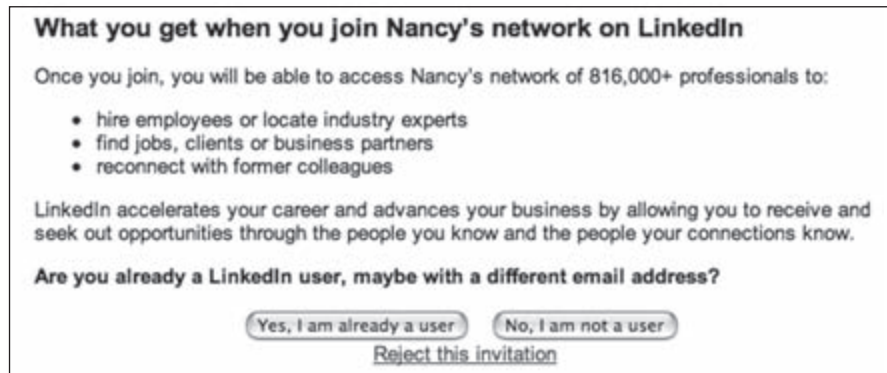 What you get when you join Nancy's network on LinkedIn
Once you join, you will be able to access Nancy's network of 816,000+ professionals to:
• hire employees or locate industry experts
• find jobs, clients or business partners
• reconnect with former colleagues
LinkedIn accelerates your career and advances your business by allowing you to receive and
seek out opportunities through the people you know and the people your connections know.
Are you already a LinkedIn user, maybe with a different email address?
Yes, I am already a user No, I am not a user
Reject this invitation